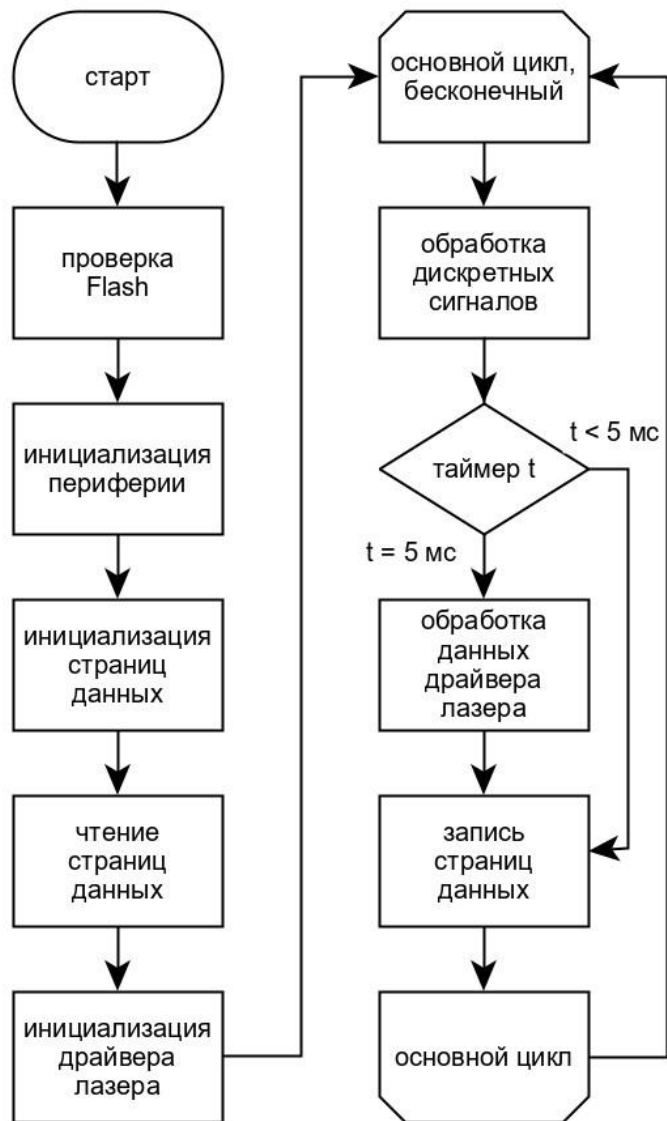 старт
проверка
Flash
инициализация
периферии
инициализация
страниц
данных
чтение
страниц
данных
инициализация
драйвера
лазера
основной цикл,
бесконечный
обработка
дискретных
сигналов
t < 5 мс
таймер t
t = 5 мс
обработка
данных
драйвера
лазера
запись
страниц
данных
основной цикл